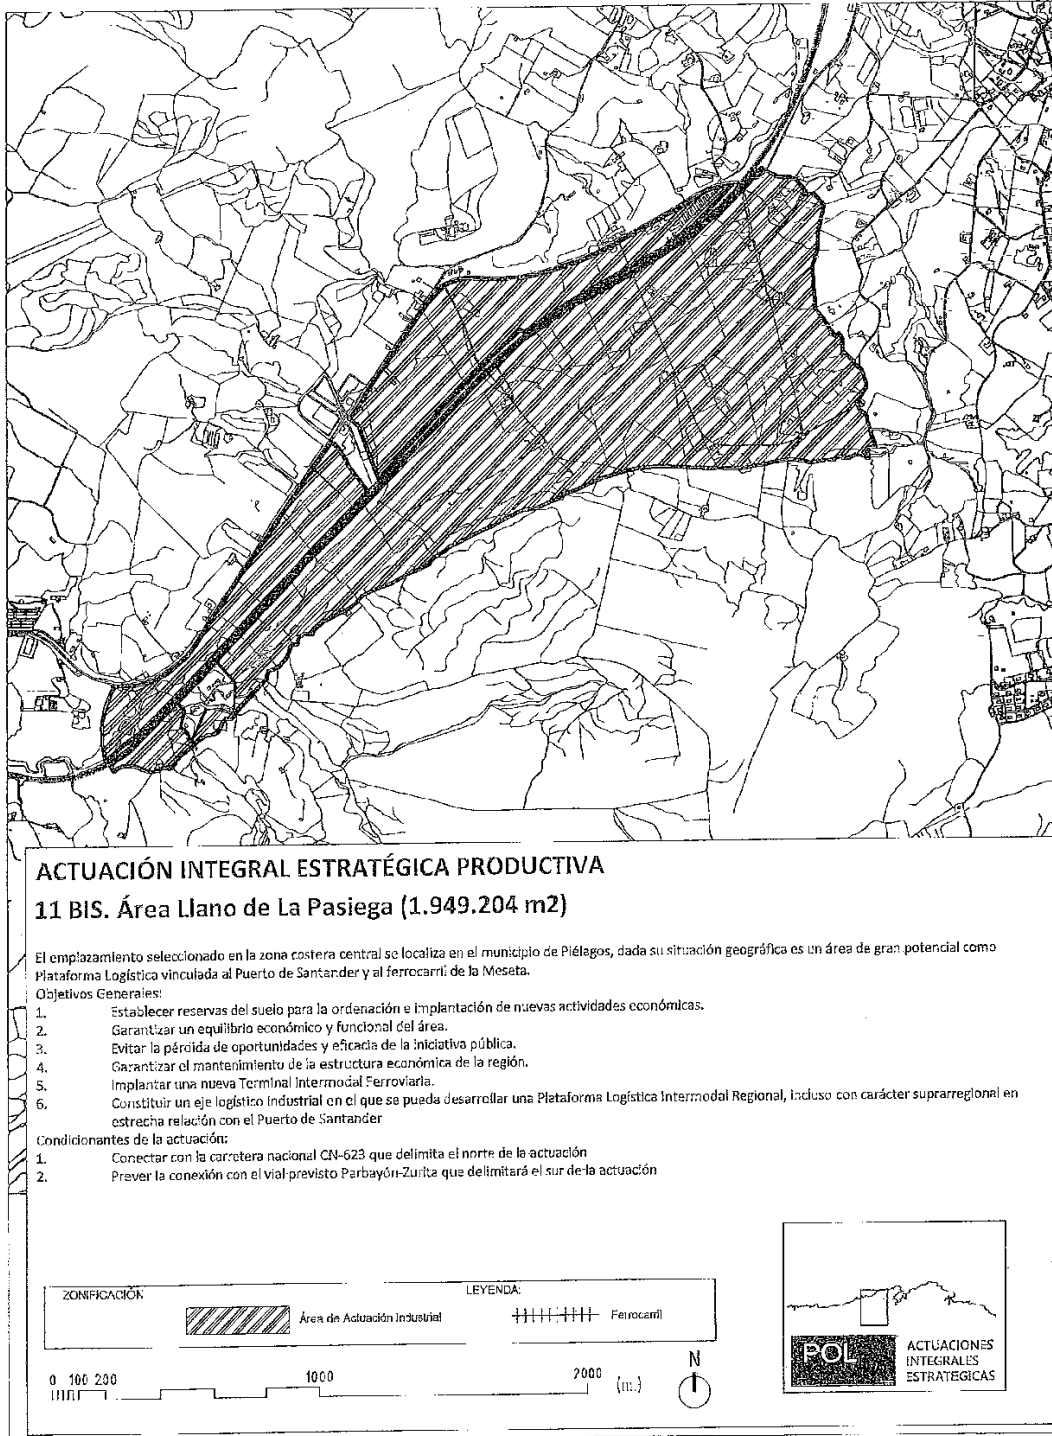 ACTUACIÓN INTEGRAL ESTRATÉGICA PRODUCTIVA
11 BIS. Área Llano de La Pasiega (1.949.204 m2)
El emplazamiento seleccionado en la zona costera central se localiza en el municipio de Piélagos, dada su situación geográfica es un área de gran potencial como
Plataforma Logística vinculada al Puerto de Santander y al ferrocarril de la Meseta.
Objetivos Generales:
1. Establecer reservas del suelo para la ordenación e implantación de nuevas actividades económicas.
2. Garantizar un equilibrio económico y funcional del área.
3. Evitar la pérdida de oportunidades y eficacia de la iniciativa pública.
4. Garantizar el mantenimiento de la estructura económica de la región.
5. Implantar una nueva Terminal Intermodal Ferroviaria.
6. Constituir un eje logístico industrial en el que se pueda desarrollar una Plataforma Logística Intermodal Regional, incluso con carácter suprarregional en
estrecha relación con el Puerto de Santander
Condicionantes de la actuación:
1. Conectar con la carretera nacional CN-623 que delimita el norte de la actuación
2. Prever la conexión con el vial previsto Parbayón-Zurita que delimitará el sur de la actuación
ZONIFICACIÓN
LEYENDA:
Área de Actuación Industrial
Ferrocarril
0 100 200 1000 2000 (m.)
N
POL
ACTUACIONES
INTEGRALES
ESTRATEGICAS